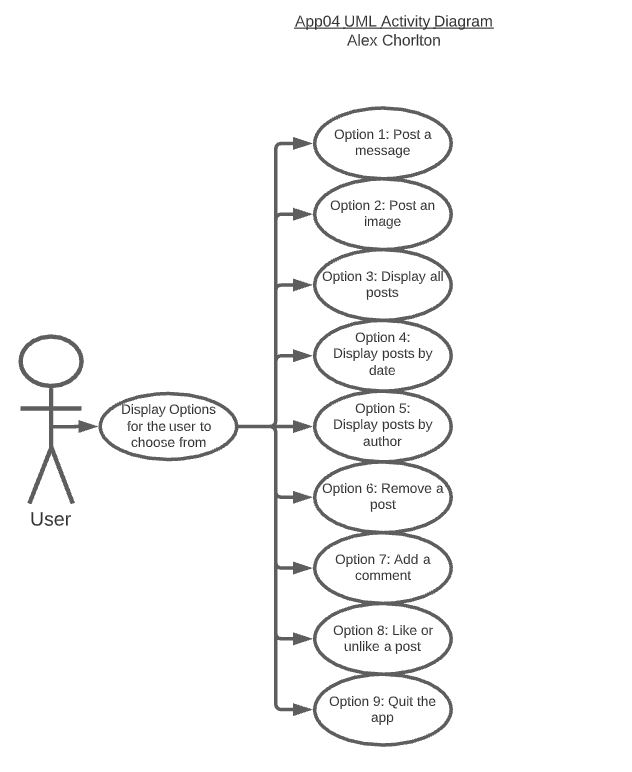 App04 UML Activity Diagram
Alex Chorlton
Option 1: Post a
message
Option 2: Post an
image
Option 3: Display all
posts
Option 4:
Display posts by
date
Display Options
for the user to
choose from
Option 5:
Display posts by
author
Option 6: Remove a
post
User
Option 7: Add a
comment
Option 8: Like or
unlike a post
Option 9: Quit the
app